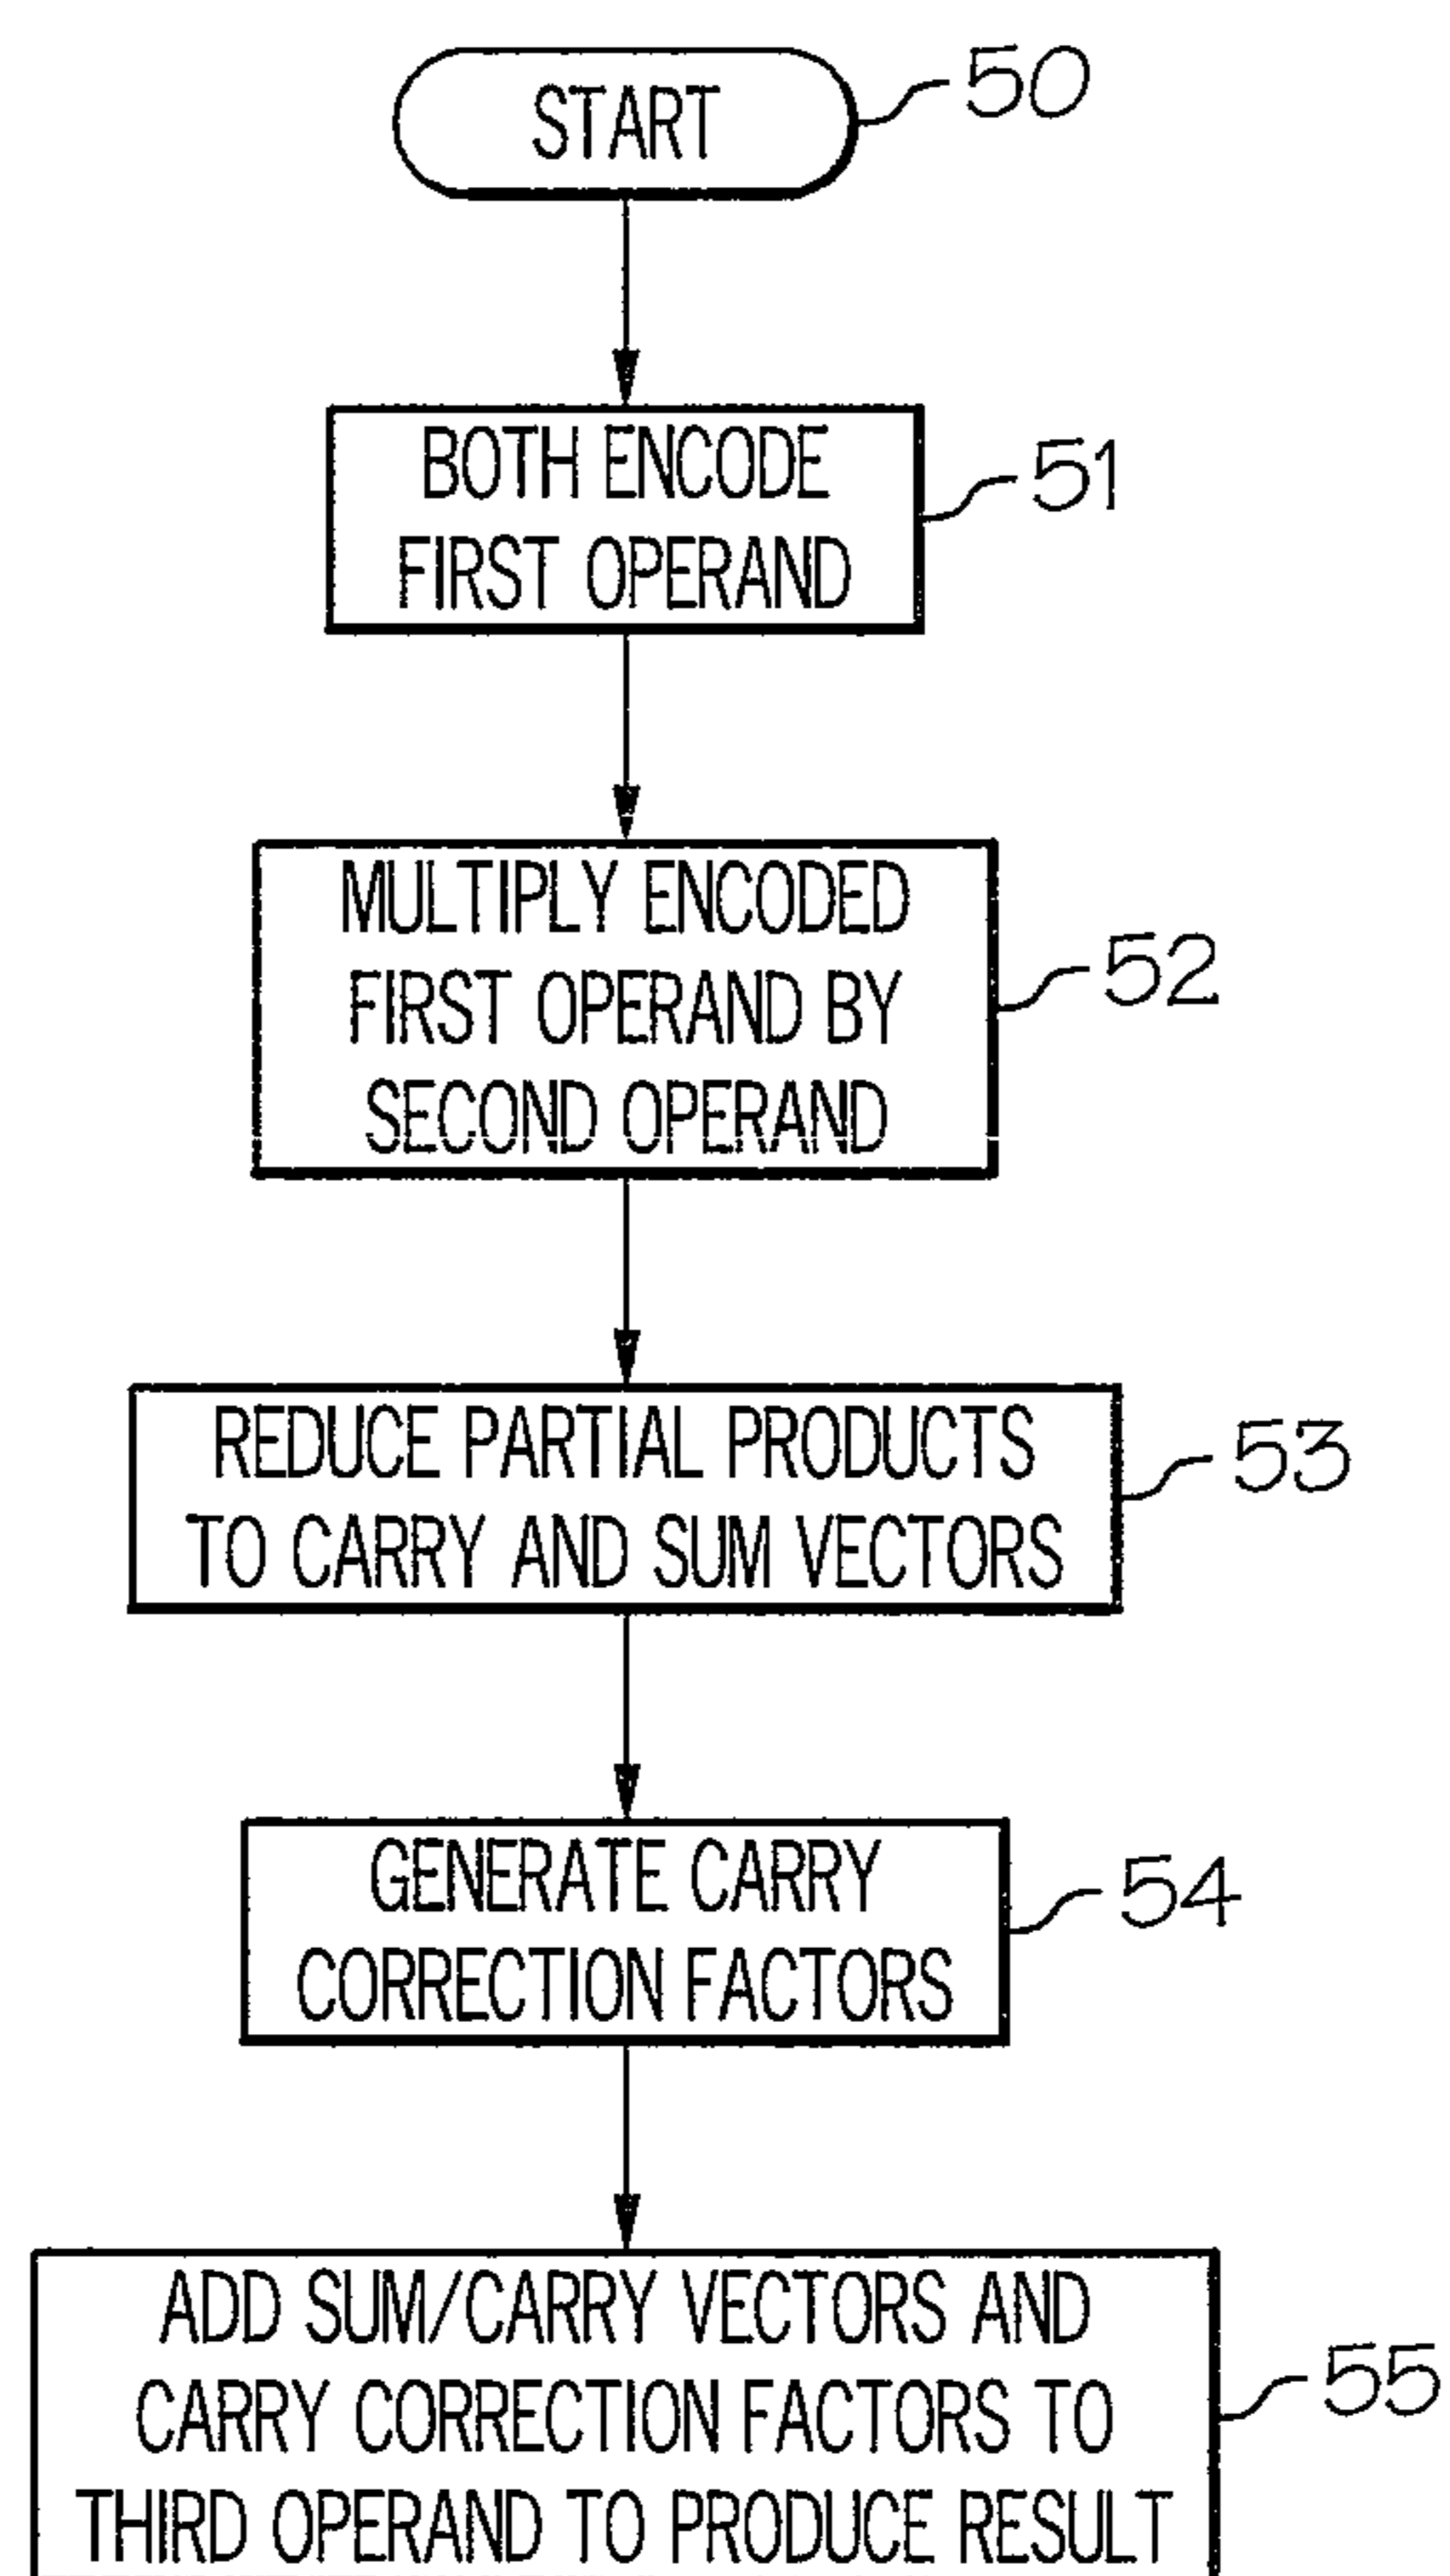 START
50
BOTH ENCODE
FIRST OPERAND
51
MULTIPLY ENCODED
FIRST OPERAND BY
SECOND OPERAND
52
REDUCE PARTIAL PRODUCTS
TO CARRY AND SUM VECTORS
53
GENERATE CARRY
CORRECTION FACTORS
54
ADD SUM/CARRY VECTORS AND
CARRY CORRECTION FACTORS TO
THIRD OPERAND TO PRODUCE RESULT
55